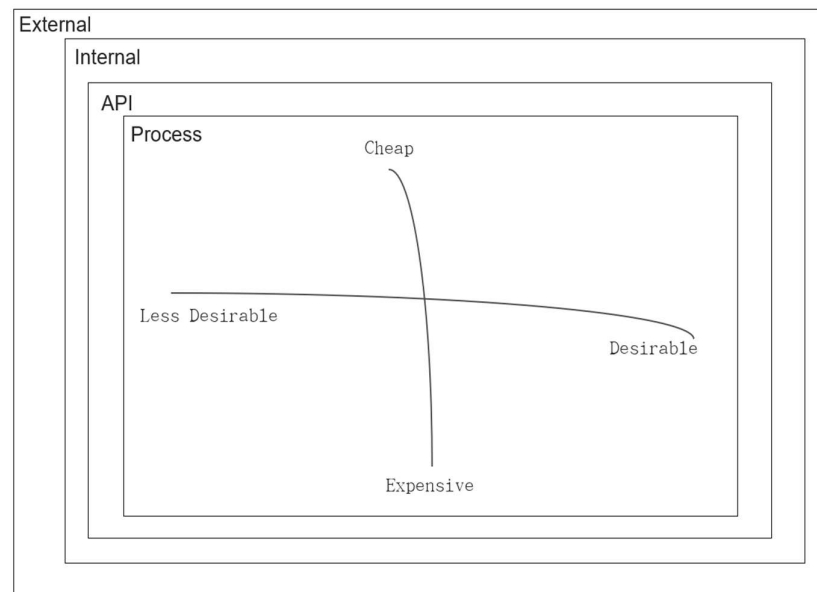 External
Internal
API
Process
Cheap
Less Desirable
Desirable
Expensive